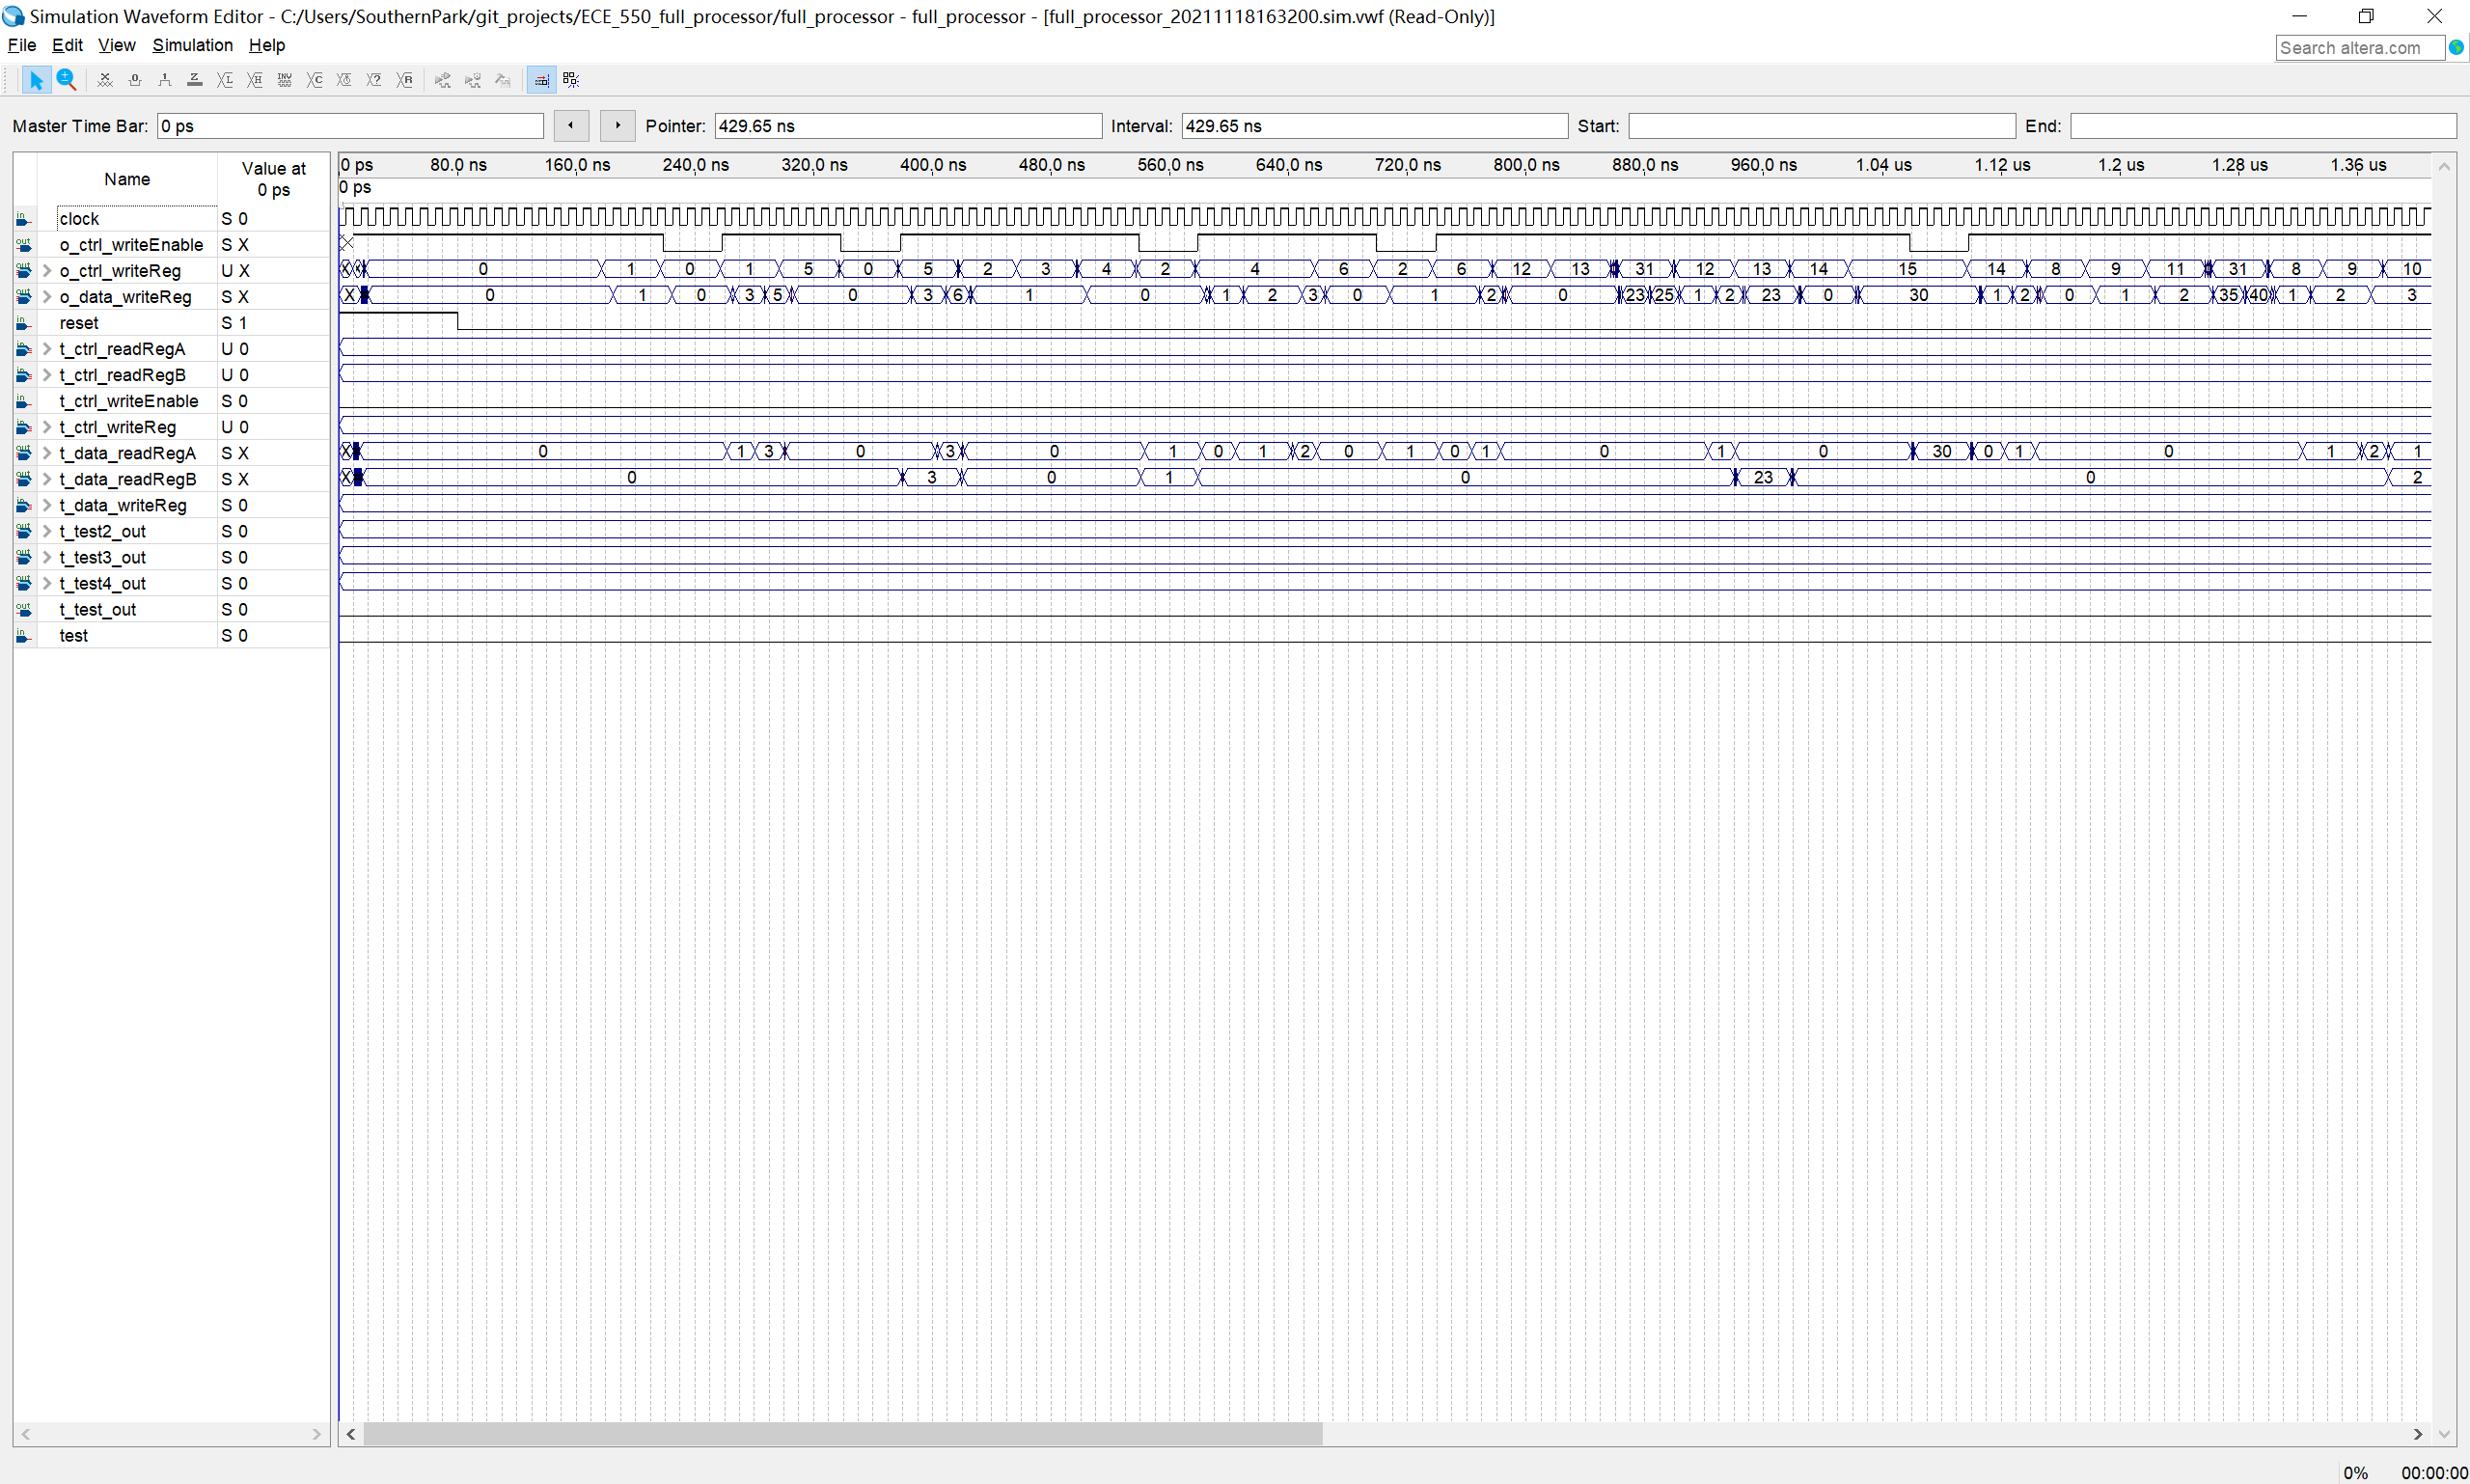 Simulation Waveform Editor - C:/Users/SouthernPark/git_projects/ECE_550_full_processor/full_processor - full_processor - [full_processor_20211118163200.sim.vwf (Read-Only)]
File Edit View Simulation Help
Search altera.com
Master Time Bar: 0 ps Pointer: 429.65 ns Interval: 429.65 ns Start: End:
Name Value at 0 ps
0 ps 80.0 ns 160.0 ns 240.0 ns 320.0 ns 400.0 ns 480.0 ns 560.0 ns 640.0 ns 720.0 ns 800.0 ns 880.0 ns 960.0 ns 1.04 us 1.12 us 1.2 us 1.28 us 1.36 us
0 ps
clock S 0
o_ctrl_writeEnable S X
o_ctrl_writeReg U X 0 1 0 1 5 0 5 2 3 4 2 4 6 2 6 12 13 31 12 13 14 15 14 8 9 11 31 8 9 10
o_data_writeReg S X X 0 1 0 3 5 0 3 6 1 0 1 2 3 0 1 2 0 23 25 1 2 23 0 30 1 2 0 1 2 35 40 1 2 3
reset S 1
t_ctrl_readRegA U 0
t_ctrl_readRegB U 0
t_ctrl_writeEnable S 0
t_ctrl_writeReg U 0
t_data_readRegA S X X 0 1 3 0 3 0 1 0 1 2 0 1 0 1 0 1 0 30 0 1 0 1 2 1
t_data_readRegB S X X 0 3 0 1 0 23 0 2
t_data_writeReg S 0
t_test2_out S 0
t_test3_out S 0
t_test4_out S 0
t_test_out S 0
test S 0
0% 00:00:00